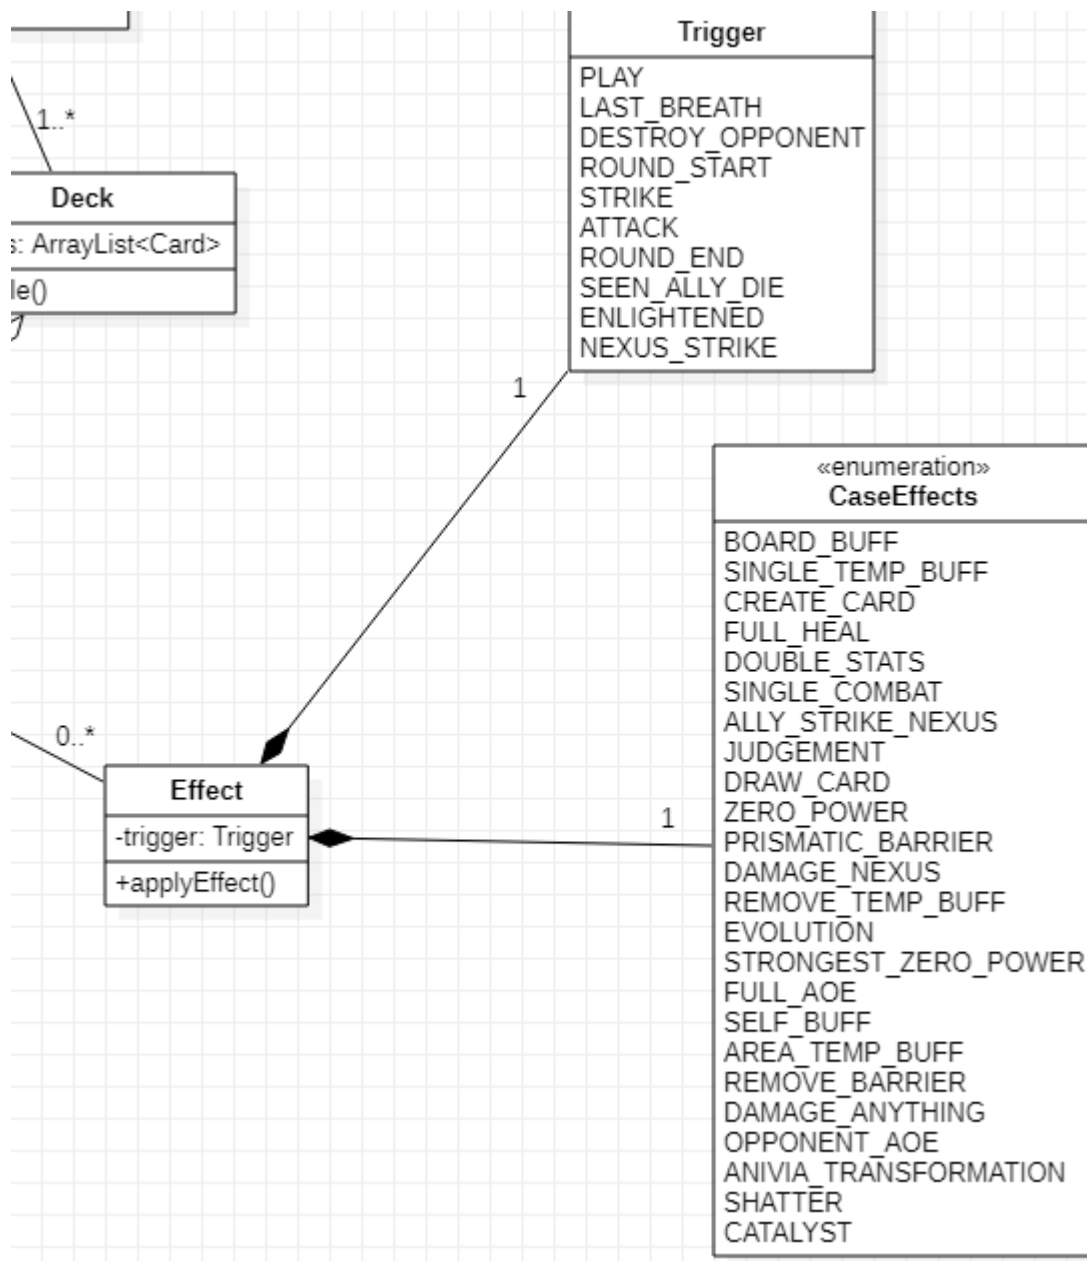 Trigger
PLAY
LAST_BREATH
DESTROY_OPPONENT
ROUND_START
STRIKE
ATTACK
ROUND_END
SEEN_ALLY_DIE
ENLIGHTENED
NEXUS_STRIKE
1..*
Deck
s: ArrayList<Card>
le()
1
«enumeration»
CaseEffects
BOARD_BUFF
SINGLE_TEMP_BUFF
CREATE_CARD
FULL_HEAL
DOUBLE_STATS
SINGLE_COMBAT
ALLY_STRIKE_NEXUS
JUDGEMENT
DRAW_CARD
ZERO_POWER
PRISMATIC_BARRIER
DAMAGE_NEXUS
REMOVE_TEMP_BUFF
EVOLUTION
STRONGEST_ZERO_POWER
FULL_AOE
SELF_BUFF
AREA_TEMP_BUFF
REMOVE_BARRIER
DAMAGE_ANYTHING
OPPONENT_AOE
ANIVIA_TRANSFORMATION
SHATTER
CATALYST
0..*
Effect
-trigger: Trigger
+applyEffect()
1